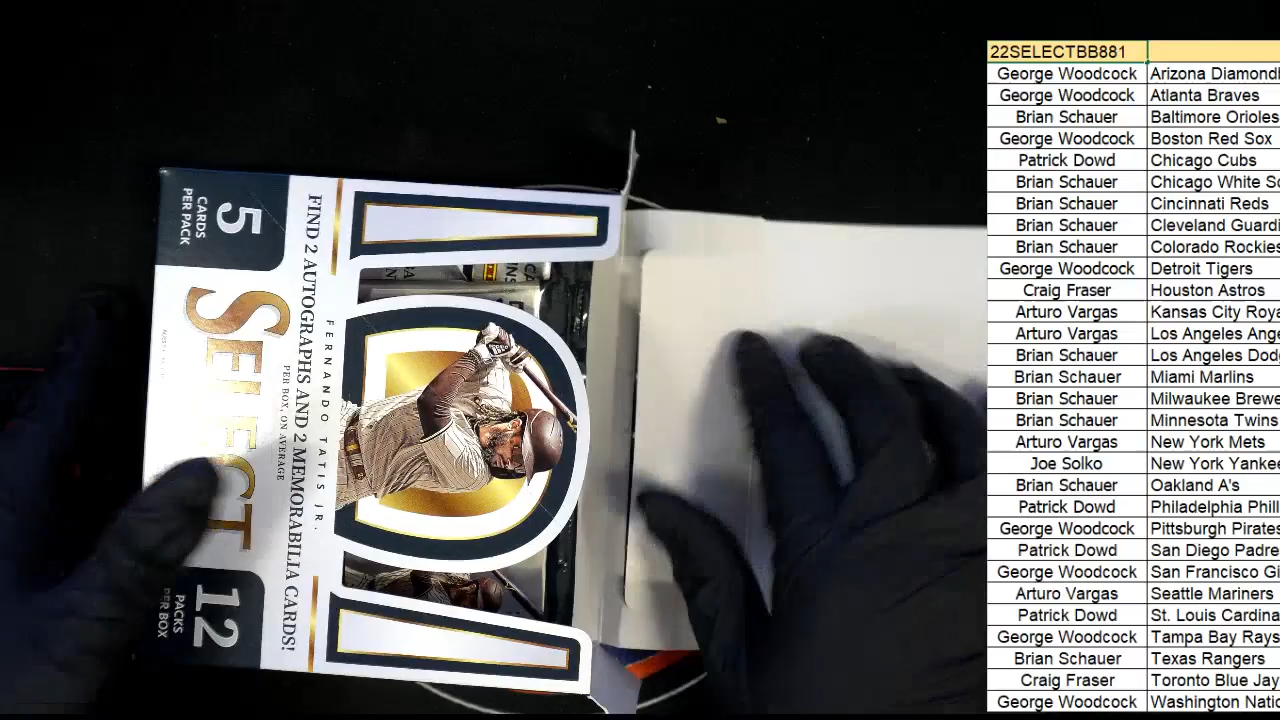 22SELECTBB881
George Woodcock Arizona Diamond
George Woodcock Atlanta Braves
Brian Schauer Baltimore Orioles
George Woodcock Boston Red Sox
Patrick Dowd Chicago Cubs
Brian Schauer Chicago White So
Brian Schauer Cincinnati Reds
Brian Schauer Cleveland Guardi
Brian Schauer Colorado Rockies
George Woodcock Detroit Tigers
Craig Fraser Houston Astros
Arturo Vargas Kansas City Roya
Arturo Vargas Los Angeles Ange
Brian Schauer Los Angeles Dod
Brian Schauer Miami Marlins
Brian Schauer Milwaukee Brewe
Brian Schauer Minnesota Twins
Arturo Vargas New York Mets
Joe Solko New York Yankee
Brian Schauer Oakland A's
Patrick Dowd Philadelphia Phill
George Woodcock Pittsburgh Pirates
Patrick Dowd San Diego Padre
George Woodcock San Francisco Gi
Arturo Vargas Seattle Mariners
Patrick Dowd St. Louis Cardina
George Woodcock Tampa Bay Rays
Brian Schauer Texas Rangers
Craig Fraser Toronto Blue Jay
George Woodcock Washington Natio
FERNANDO TATIS JR.
FIND 2 AUTOGRAPHS AND 2 MEMORABILIA CARDS!
PER BOX, ON AVERAGE
SELECT
5
CARDS
PER PACK
12
PACKS
PER BOX